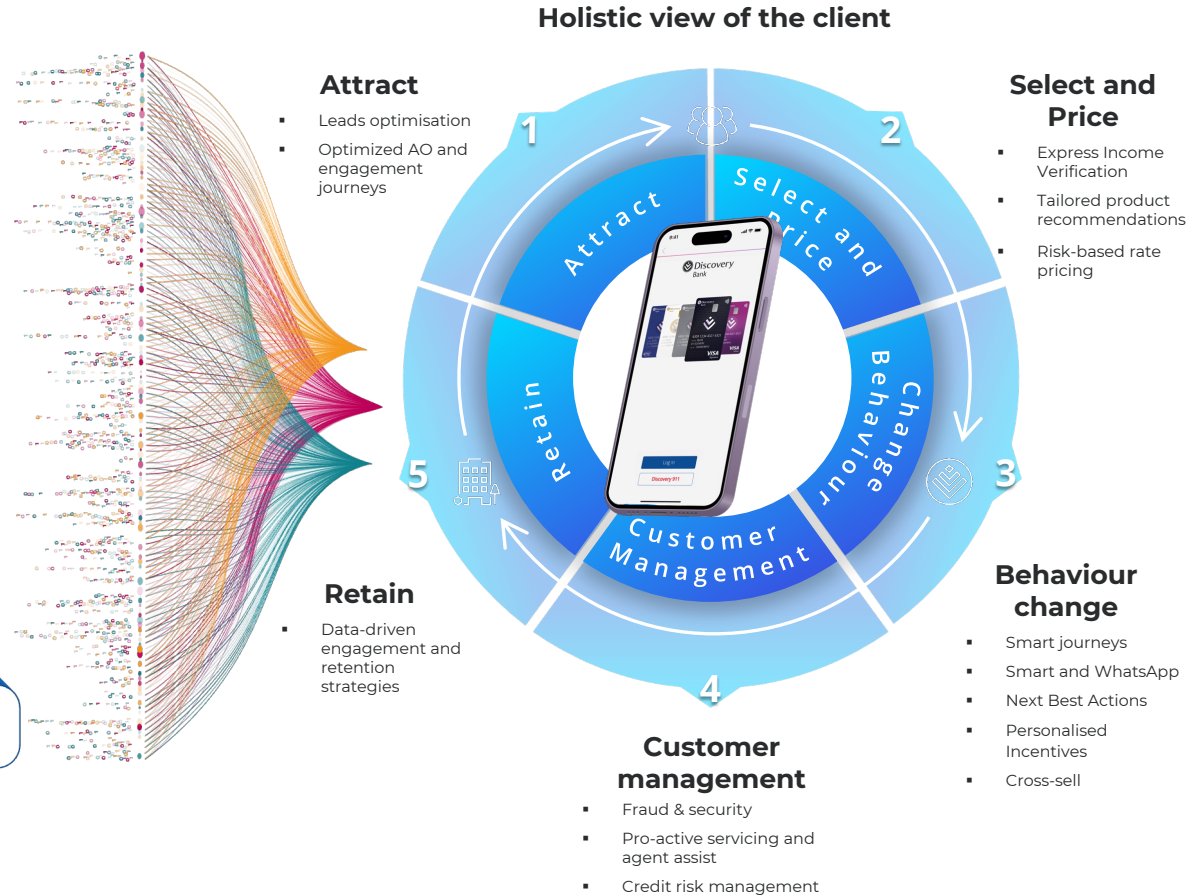 Holistic view of the client
Attract
▪ Leads optimisation
▪ Optimized AO and
engagement
journeys
Select and
Price
▪ Express Income
Verification
▪ Tailored product
recommendations
▪ Risk-based rate
pricing
1
2
3
4
5
Attract
Select and
Price
Change
Behaviour
Customer
Management
Retain
9:41
Discovery
Bank
VISA
VISA
Log in
Discovery 911
Retain
▪ Data-driven
engagement and
retention
strategies
Behaviour
change
▪ Smart journeys
▪ Smart and WhatsApp
▪ Next Best Actions
▪ Personalised
Incentives
▪ Cross-sell
Customer
management
▪ Fraud & security
▪ Pro-active servicing and
agent assist
▪ Credit risk management